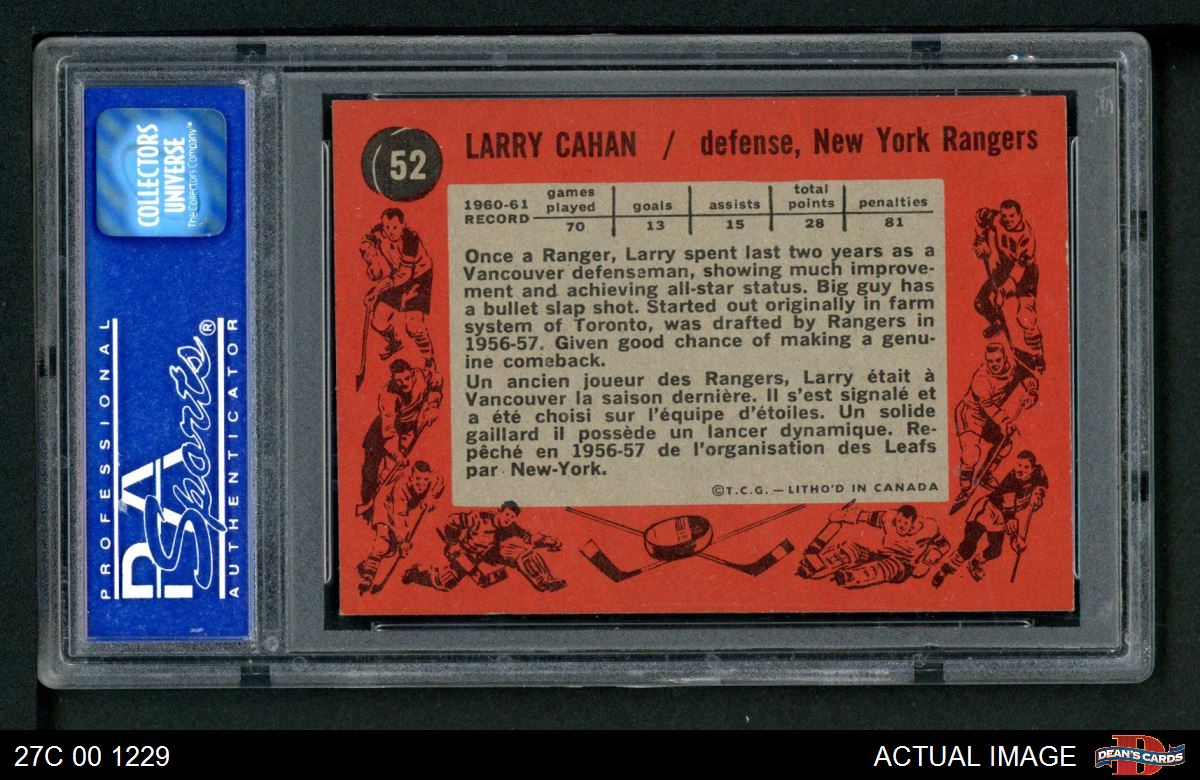 COLLECTORS
UNIVERSE
The Collectors Company™
PROFESSIONAL
PSA
Sports®
AUTHENTICATOR
52
LARRY CAHAN / defense, New York Rangers
1960-61 RECORD
games played goals assists total points penalties
70 13 15 28 81
Once a Ranger, Larry spent last two years as a
Vancouver defenseman, showing much improve-
ment and achieving all-star status. Big guy has
a bullet slap shot. Started out originally in farm
system of Toronto, was drafted by Rangers in
1956-57. Given good chance of making a genu-
ine comeback.
Un ancien joueur des Rangers, Larry était à
Vancouver la saison dernière. Il s'est signalé et
a été choisi sur l'équipe d'étoiles. Un solide
gaillard il possède un lancer dynamique. Re-
pêché en 1956-57 de l'organisation des Leafs
par New-York.
©T.C.G. — LITHO'D IN CANADA
27C 00 1229
ACTUAL IMAGE
DEAN'S CARDS